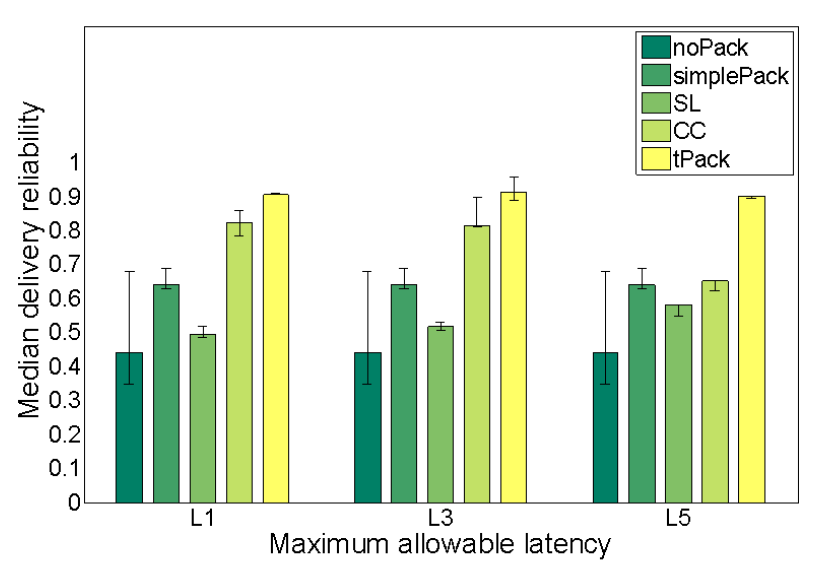 noPack
simplePack
SL
CC
tPack
Median delivery reliability
1
0.9
0.8
0.7
0.6
0.5
0.4
0.3
0.2
0.1
0
L1 L3 L5
Maximum allowable latency